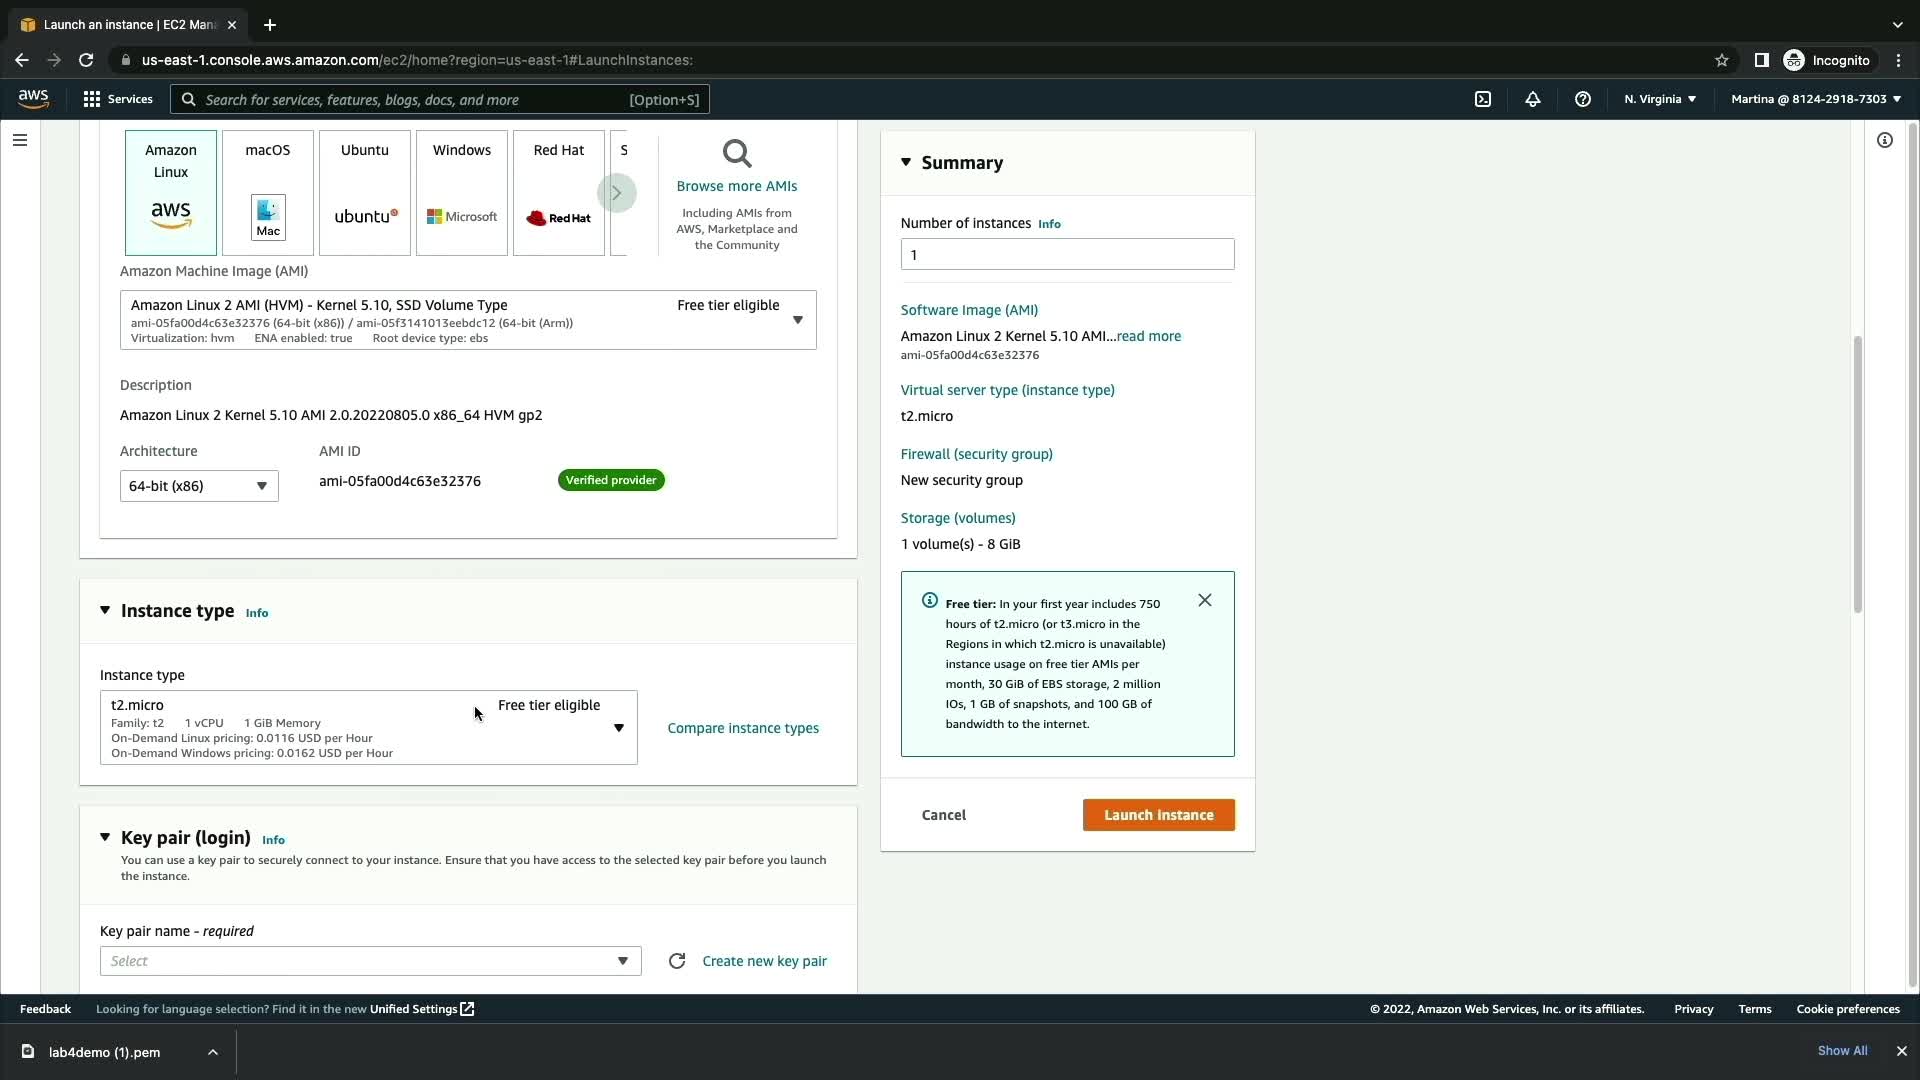 Launch an instance | EC2 Man
us-east-1.console.aws.amazon.com/ec2/home?region=us-east-1#LaunchInstances:
Incognito
aws
Services
Search for services, features, blogs, docs, and more [Option+S]
N. Virginia
Martina @ 8124-2918-7303
Amazon Linux
aws
macOS
Mac
Ubuntu
ubuntu
Windows
Microsoft
Red Hat
Red Hat
S
Browse more AMIs
Including AMIs from
AWS, Marketplace and
the Community
Amazon Machine Image (AMI)
Amazon Linux 2 AMI (HVM) - Kernel 5.10, SSD Volume Type
Free tier eligible
ami-05fa00d4c63e32376 (64-bit (x86)) / ami-05f3141013eebdc12 (64-bit (Arm))
Virtualization: hvm ENA enabled: true Root device type: ebs
Description
Amazon Linux 2 Kernel 5.10 AMI 2.0.20220805.0 x86_64 HVM gp2
Architecture
AMI ID
64-bit (x86)
ami-05fa00d4c63e32376
Verified provider
Instance type Info
Instance type
t2.micro
Free tier eligible
Family: t2 1 vCPU 1 GiB Memory
On-Demand Linux pricing: 0.0116 USD per Hour
On-Demand Windows pricing: 0.0162 USD per Hour
Compare instance types
Key pair (login) Info
You can use a key pair to securely connect to your instance. Ensure that you have access to the selected key pair before you launch
the instance.
Key pair name - required
Select
Create new key pair
Summary
Number of instances Info
1
Software Image (AMI)
Amazon Linux 2 Kernel 5.10 AMI...read more
ami-05fa00d4c63e32376
Virtual server type (instance type)
t2.micro
Firewall (security group)
New security group
Storage (volumes)
1 volume(s) - 8 GiB
Free tier: In your first year includes 750
hours of t2.micro (or t3.micro in the
Regions in which t2.micro is unavailable)
instance usage on free tier AMIs per
month, 30 GiB of EBS storage, 2 million
IOs, 1 GB of snapshots, and 100 GB of
bandwidth to the internet.
Cancel
Launch instance
Feedback
Looking for language selection? Find it in the new Unified Settings
© 2022, Amazon Web Services, Inc. or its affiliates.
Privacy
Terms
Cookie preferences
lab4demo (1).pem
Show All